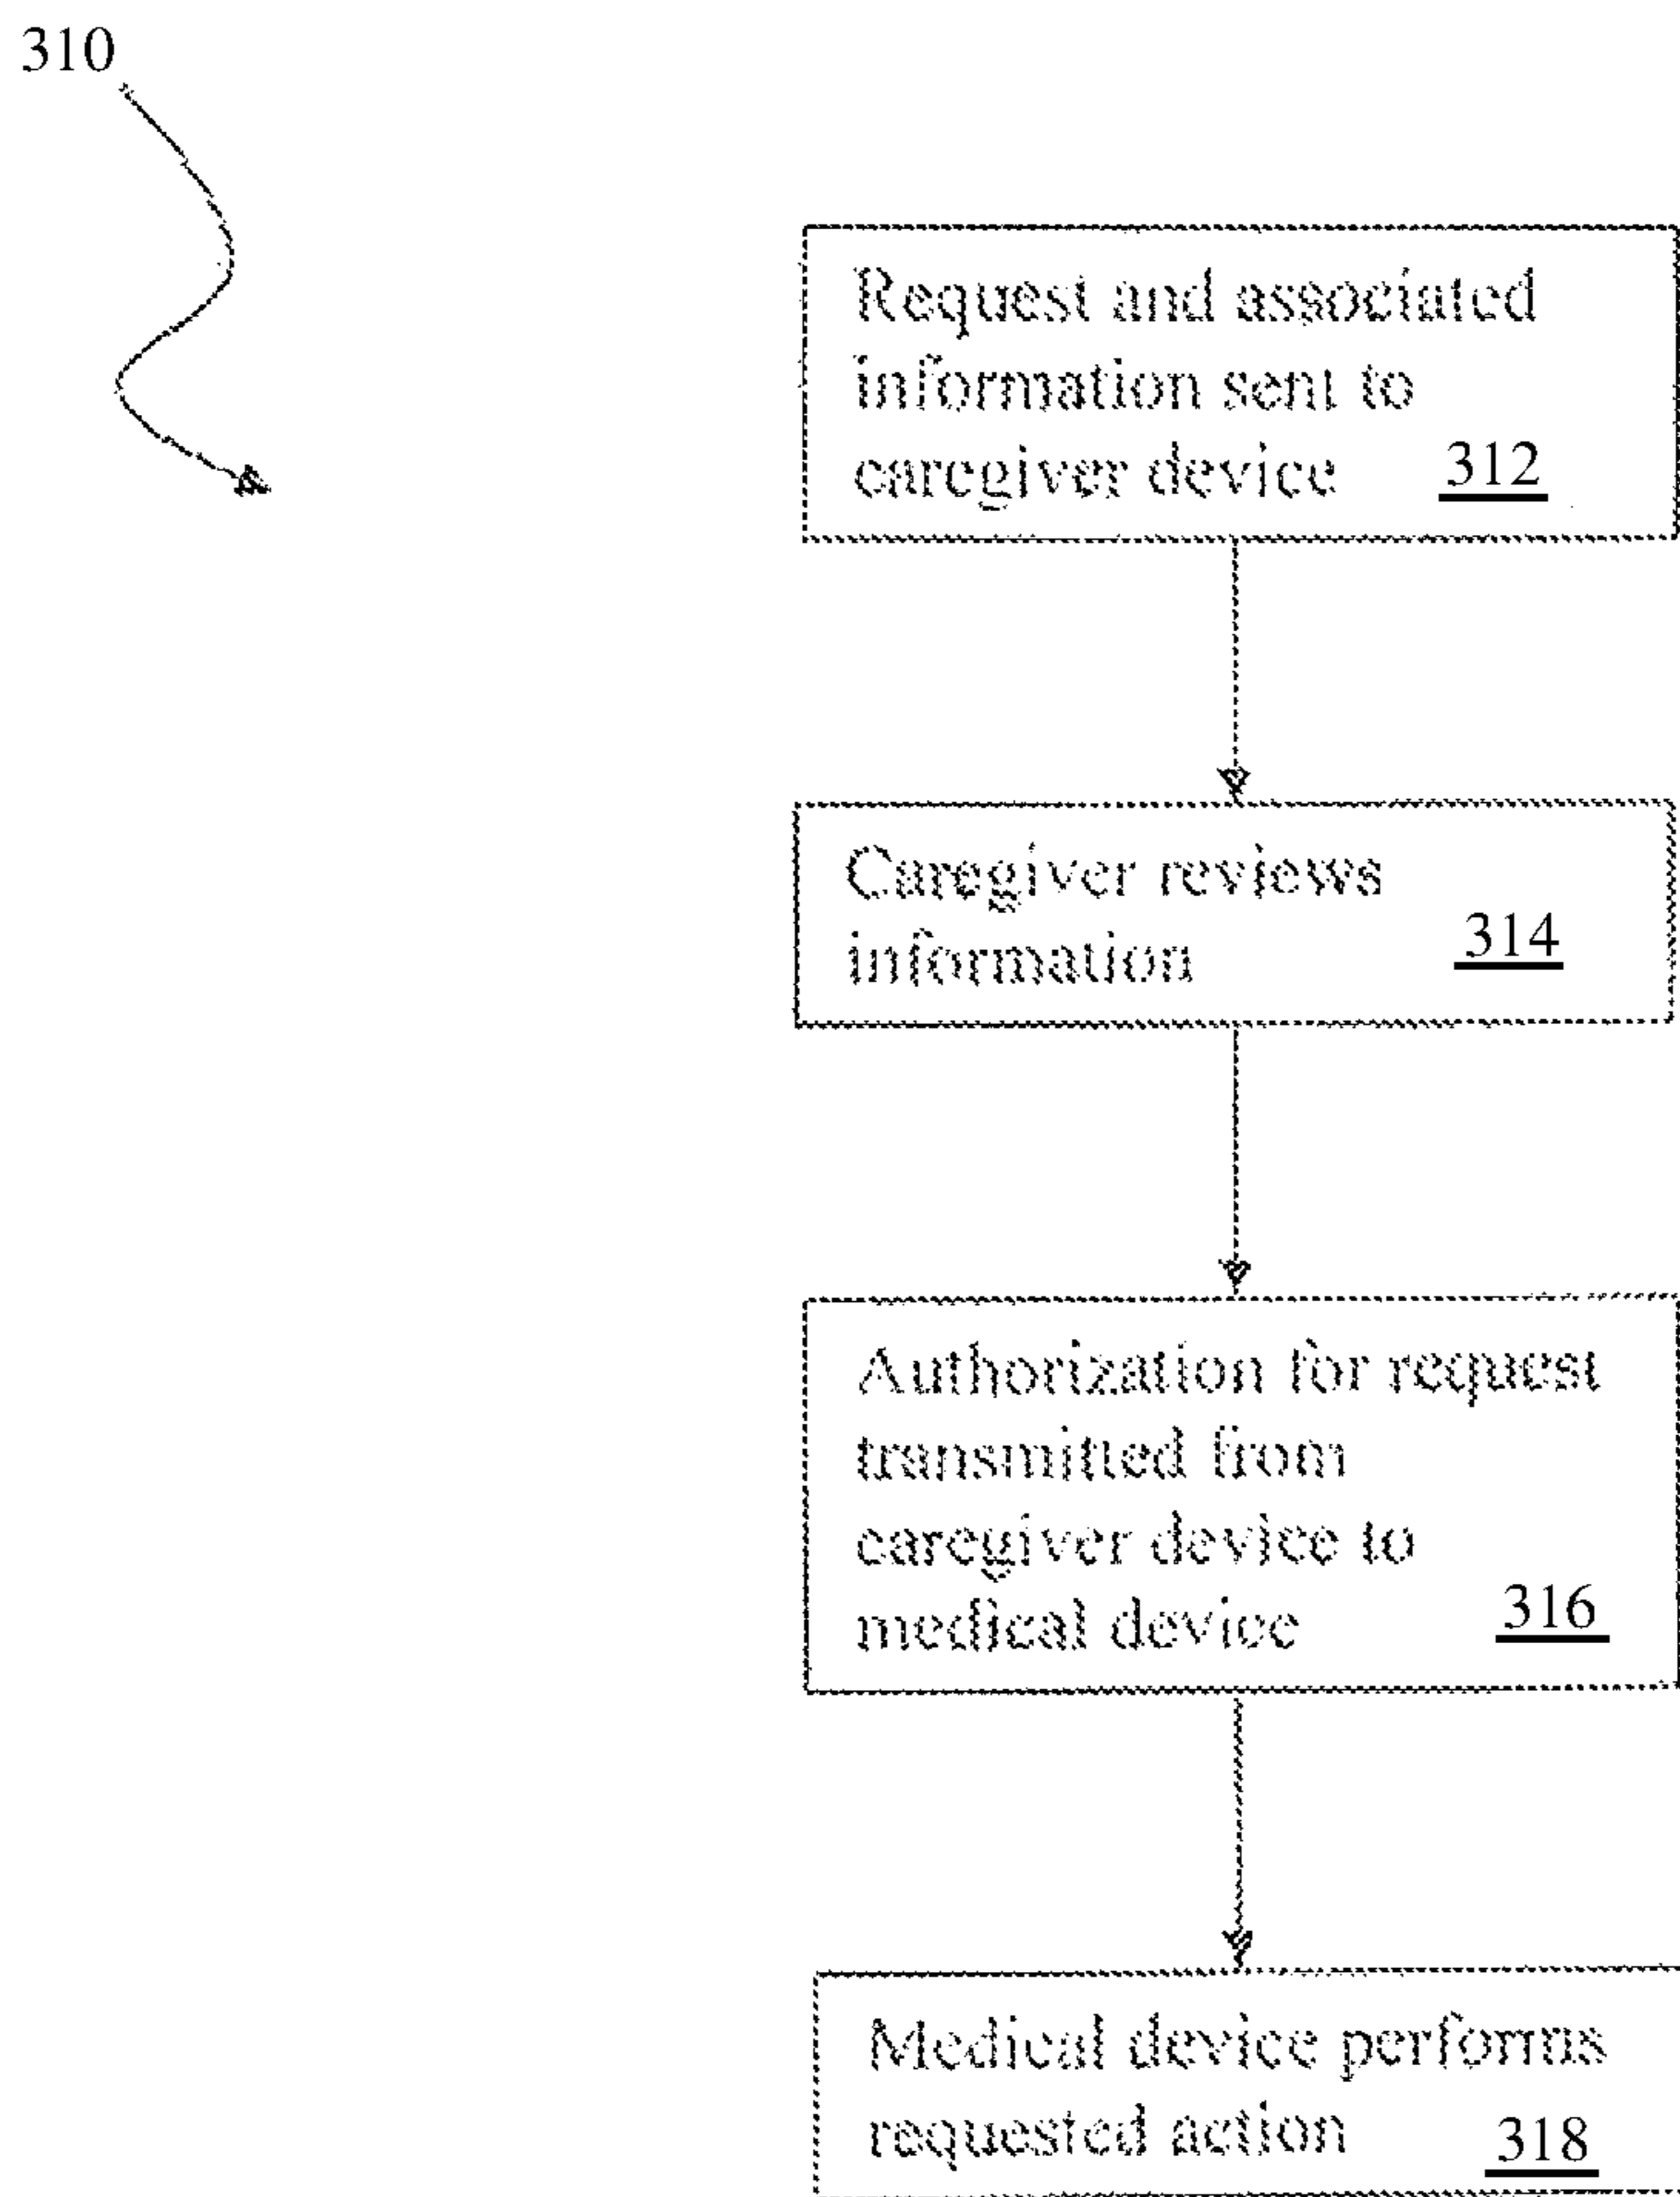 310
Request and associated
information sent to
caregiver device 312
Caregiver reviews
information 314
Authorization for request
transmitted from
caregiver device to
medical device 316
Medical device performs
requested action 318